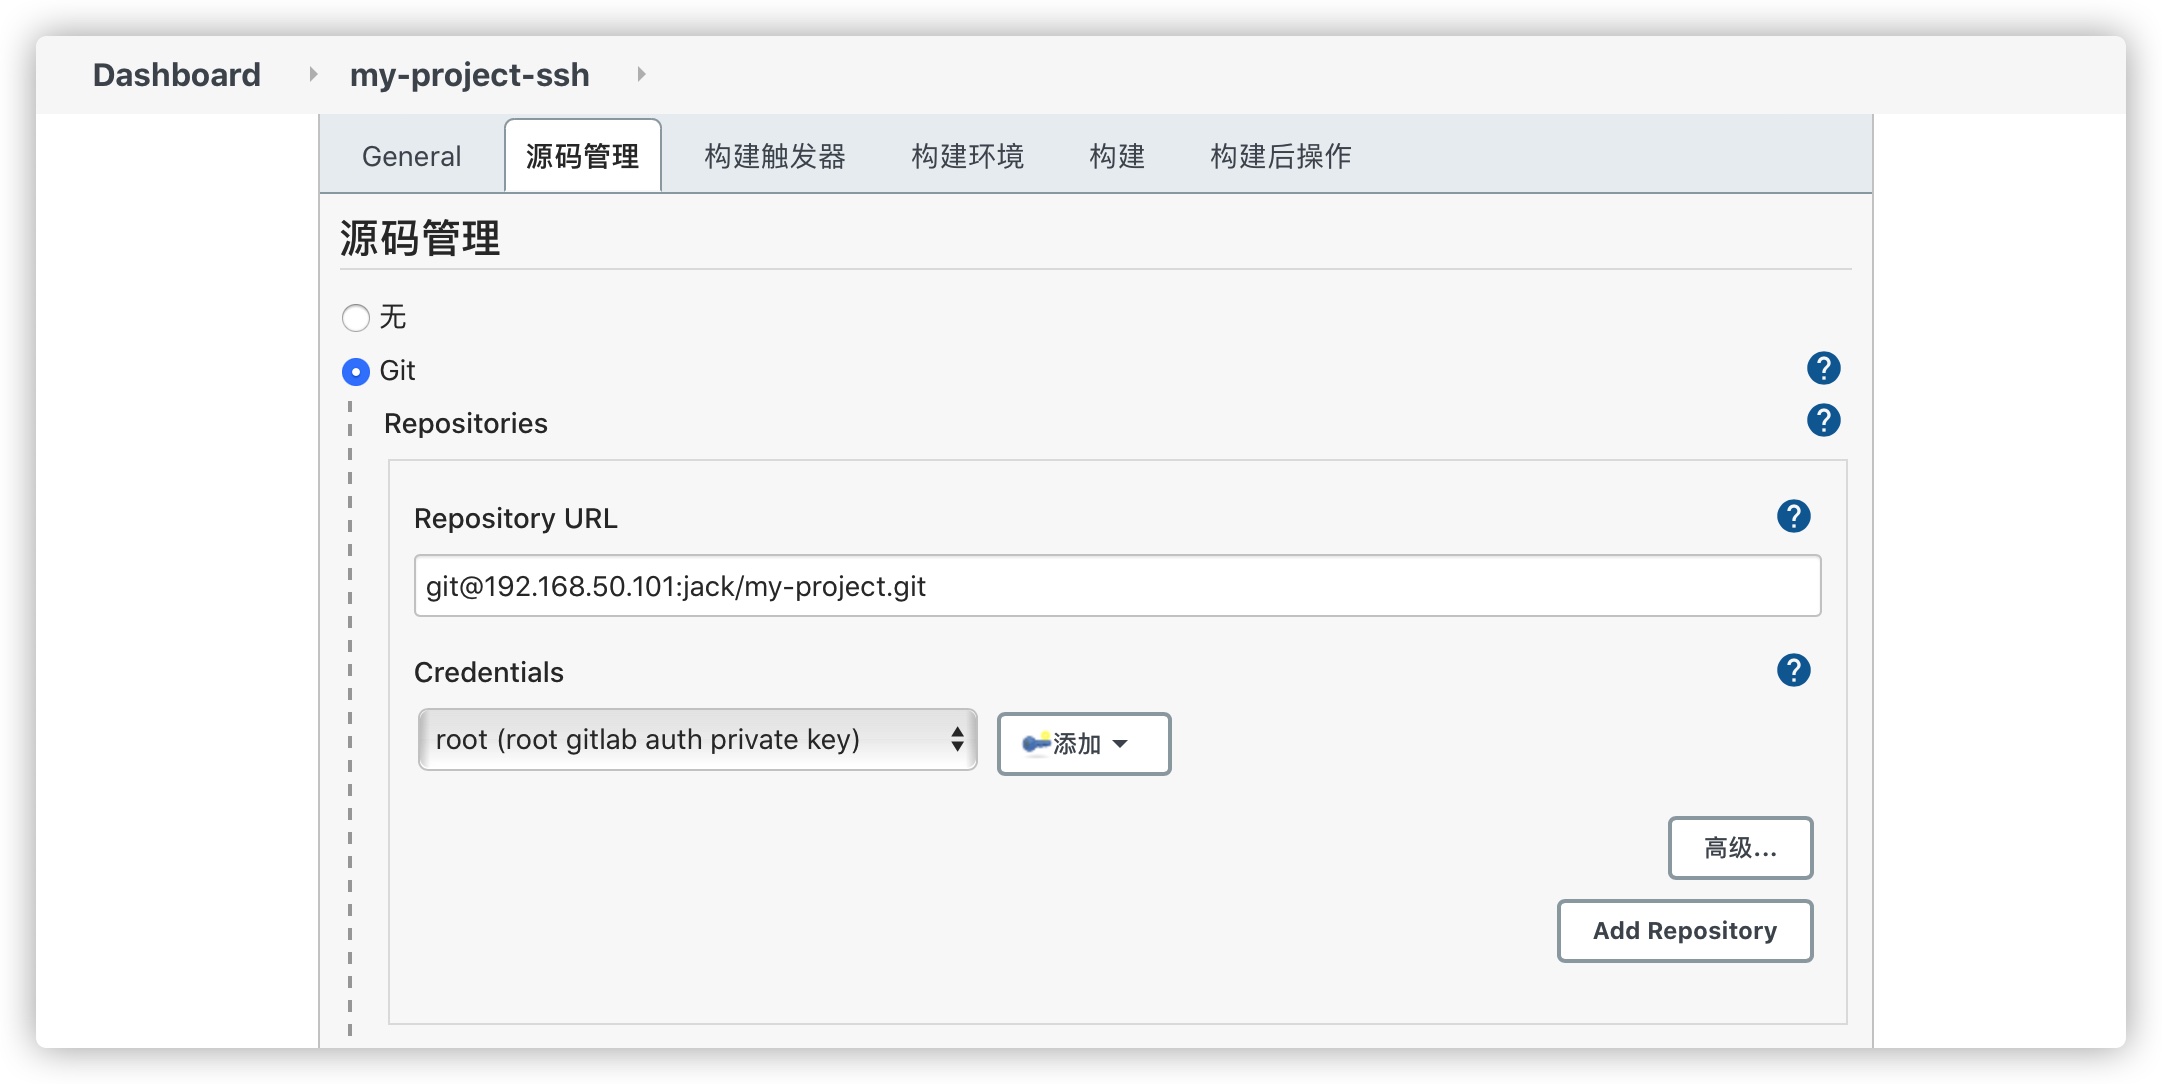 Dashboard my-project-ssh
General 源码管理 构建触发器 构建环境 构建 构建后操作
源码管理
无
Git ?
Repositories ?
Repository URL ?
git@192.168.50.101:jack/my-project.git
Credentials ?
root (root gitlab auth private key) 添加
高级...
Add Repository